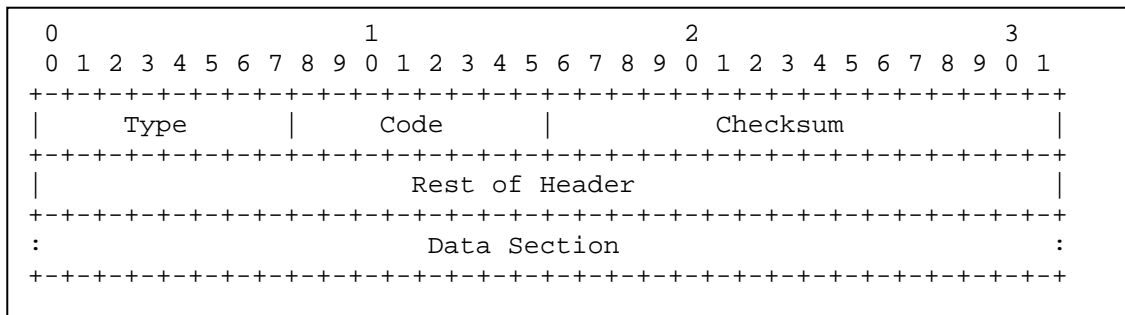 0                   1                   2                   3
 0 1 2 3 4 5 6 7 8 9 0 1 2 3 4 5 6 7 8 9 0 1 2 3 4 5 6 7 8 9 0 1
+-+-+-+-+-+-+-+-+-+-+-+-+-+-+-+-+-+-+-+-+-+-+-+-+-+-+-+-+-+-+-+-+
|     Type      |     Code      |          Checksum             |
+-+-+-+-+-+-+-+-+-+-+-+-+-+-+-+-+-+-+-+-+-+-+-+-+-+-+-+-+-+-+-+-+
|                       Rest of Header                          |
+-+-+-+-+-+-+-+-+-+-+-+-+-+-+-+-+-+-+-+-+-+-+-+-+-+-+-+-+-+-+-+-+
:                        Data Section                           :
+-+-+-+-+-+-+-+-+-+-+-+-+-+-+-+-+-+-+-+-+-+-+-+-+-+-+-+-+-+-+-+-+